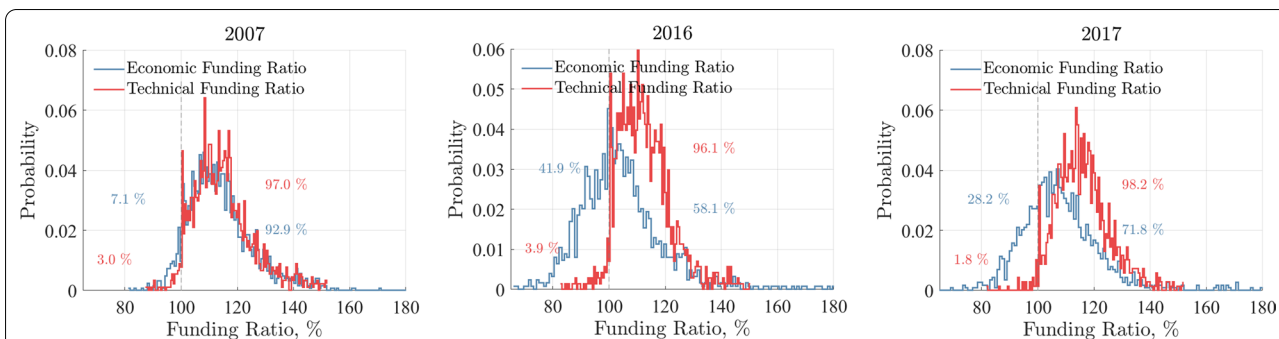 2007
0.08
0.06
0.04
0.02
0
Probability
Economic Funding Ratio
Technical Funding Ratio
7.1 %
97.0 %
92.9 %
3.0 %
80 100 120 140 160 180
Funding Ratio, %
2016
0.06
0.05
0.04
0.03
0.02
0.01
0
Probability
Economic Funding Ratio
Technical Funding Ratio
41.9 %
96.1 %
58.1 %
3.9 %
80 100 120 140 160 180
Funding Ratio, %
2017
0.08
0.06
0.04
0.02
0
Probability
Economic Funding Ratio
Technical Funding Ratio
28.2 %
98.2 %
71.8 %
1.8 %
80 100 120 140 160 180
Funding Ratio, %